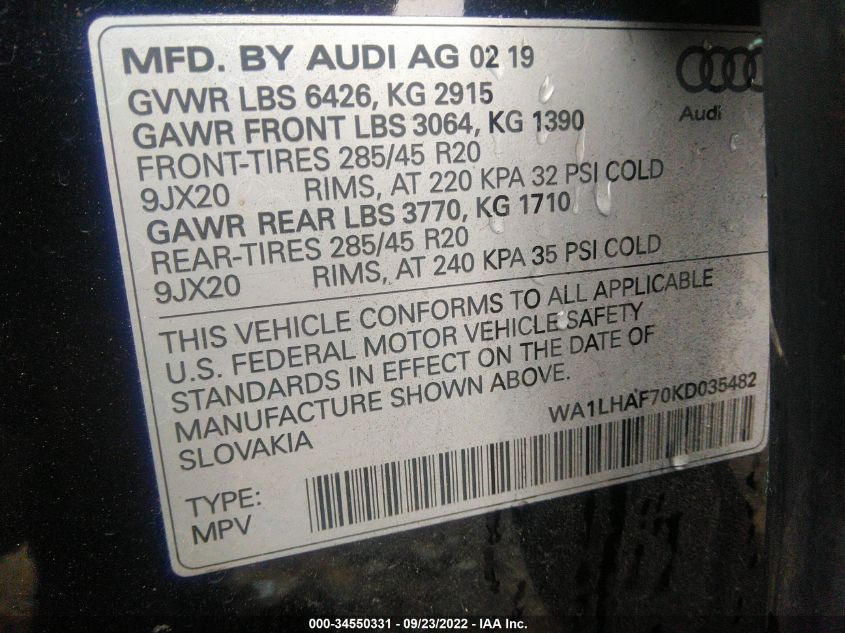 MFD. BY AUDI AG 02 19
GVWR LBS 6426, KG 2915
GAWR FRONT LBS 3064, KG 1390
FRONT-TIRES 285/45 R20
9JX20 RIMS, AT 220 KPA 32 PSI COLD
GAWR REAR LBS 3770, KG 1710
REAR-TIRES 285/45 R20
9JX20 RIMS, AT 240 KPA 35 PSI COLD
Audi
THIS VEHICLE CONFORMS TO ALL APPLICABLE
U.S. FEDERAL MOTOR VEHICLE SAFETY
STANDARDS IN EFFECT ON THE DATE OF
MANUFACTURE SHOWN ABOVE.
SLOVAKIA
WA1LHAF70KD035482
TYPE:
MPV
000-34550331 - 09/23/2022 - IAA Inc.